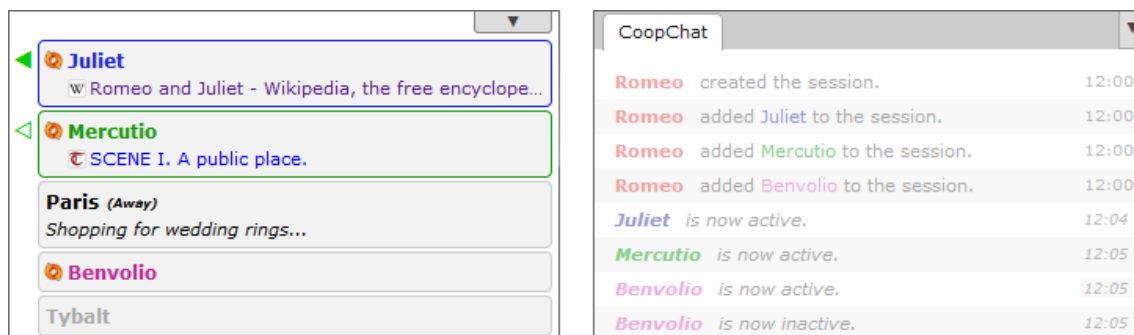 Juliet
W Romeo and Juliet - Wikipedia, the free encyclope...
Mercutio
SCENE I. A public place.
Paris (Away)
Shopping for wedding rings...
Benvolio
Tybalt
CoopChat
Romeo created the session. 12:00
Romeo added Juliet to the session. 12:00
Romeo added Mercutio to the session. 12:00
Romeo added Benvolio to the session. 12:00
Juliet is now active. 12:04
Mercutio is now active. 12:05
Benvolio is now active. 12:05
Benvolio is now inactive. 12:05